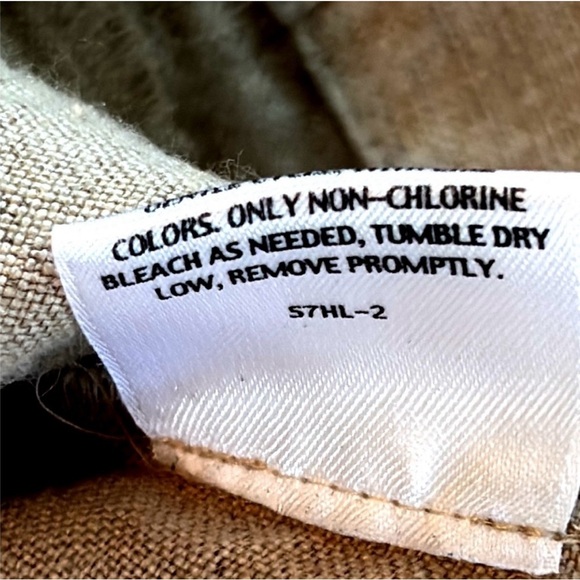 COLORS. ONLY NON-CHLORINE
BLEACH AS NEEDED, TUMBLE DRY
LOW, REMOVE PROMPTLY.
S7HL-2